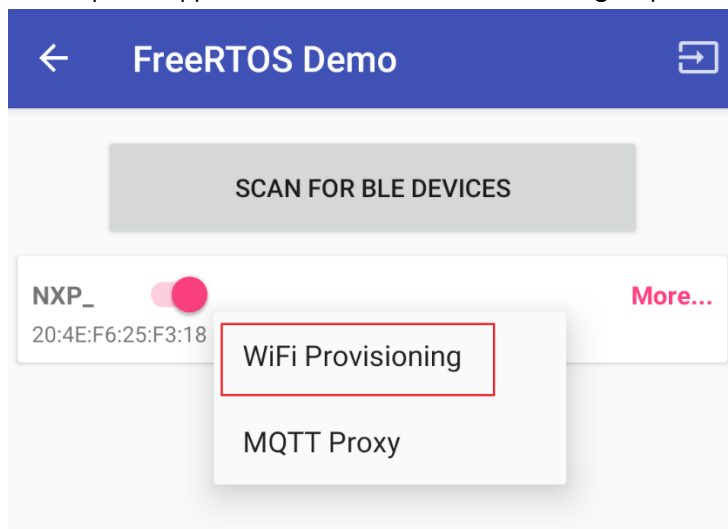 FreeRTOS Demo
SCAN FOR BLE DEVICES
NXP_ More...
20:4E:F6:25:F3:18
WiFi Provisioning
MQTT Proxy